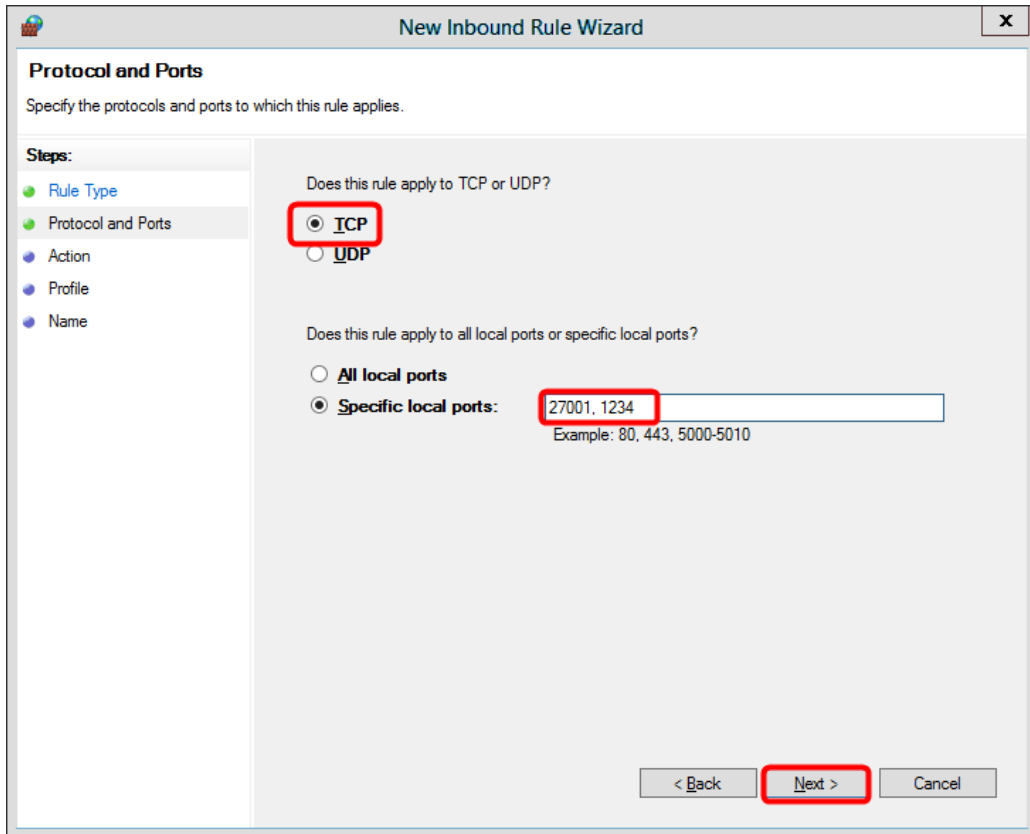 New Inbound Rule Wizard
x
Protocol and Ports
Specify the protocols and ports to which this rule applies.
Steps:
Rule Type
Protocol and Ports
Action
Profile
Name
Does this rule apply to TCP or UDP?
TCP
UDP
Does this rule apply to all local ports or specific local ports?
All local ports
Specific local ports: 27001, 1234
Example: 80, 443, 5000-5010
< Back Next > Cancel